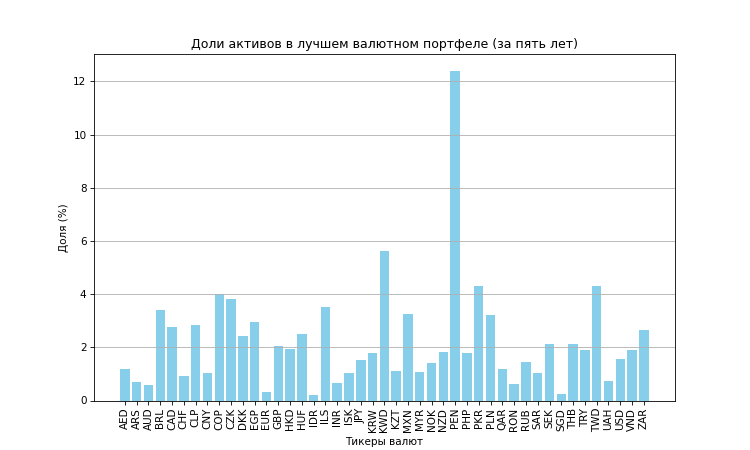 Доли активов в лучшем валютном портфеле (за пять лет)
Доля (%)
12
10
8
6
4
2
0
AED ARS AUD BRL CAD CHF CLP CNY COP CZK DKK EGP EUR GBP HKD HUF IDR ILS INR ISK JPY KRW KWD KZT MXN MYR NOK NZD PEN PHP PKR PLN QAR RON RUB SAR SEK SGD THB TRY TWD UAH USD VND ZAR
Тикеры валют